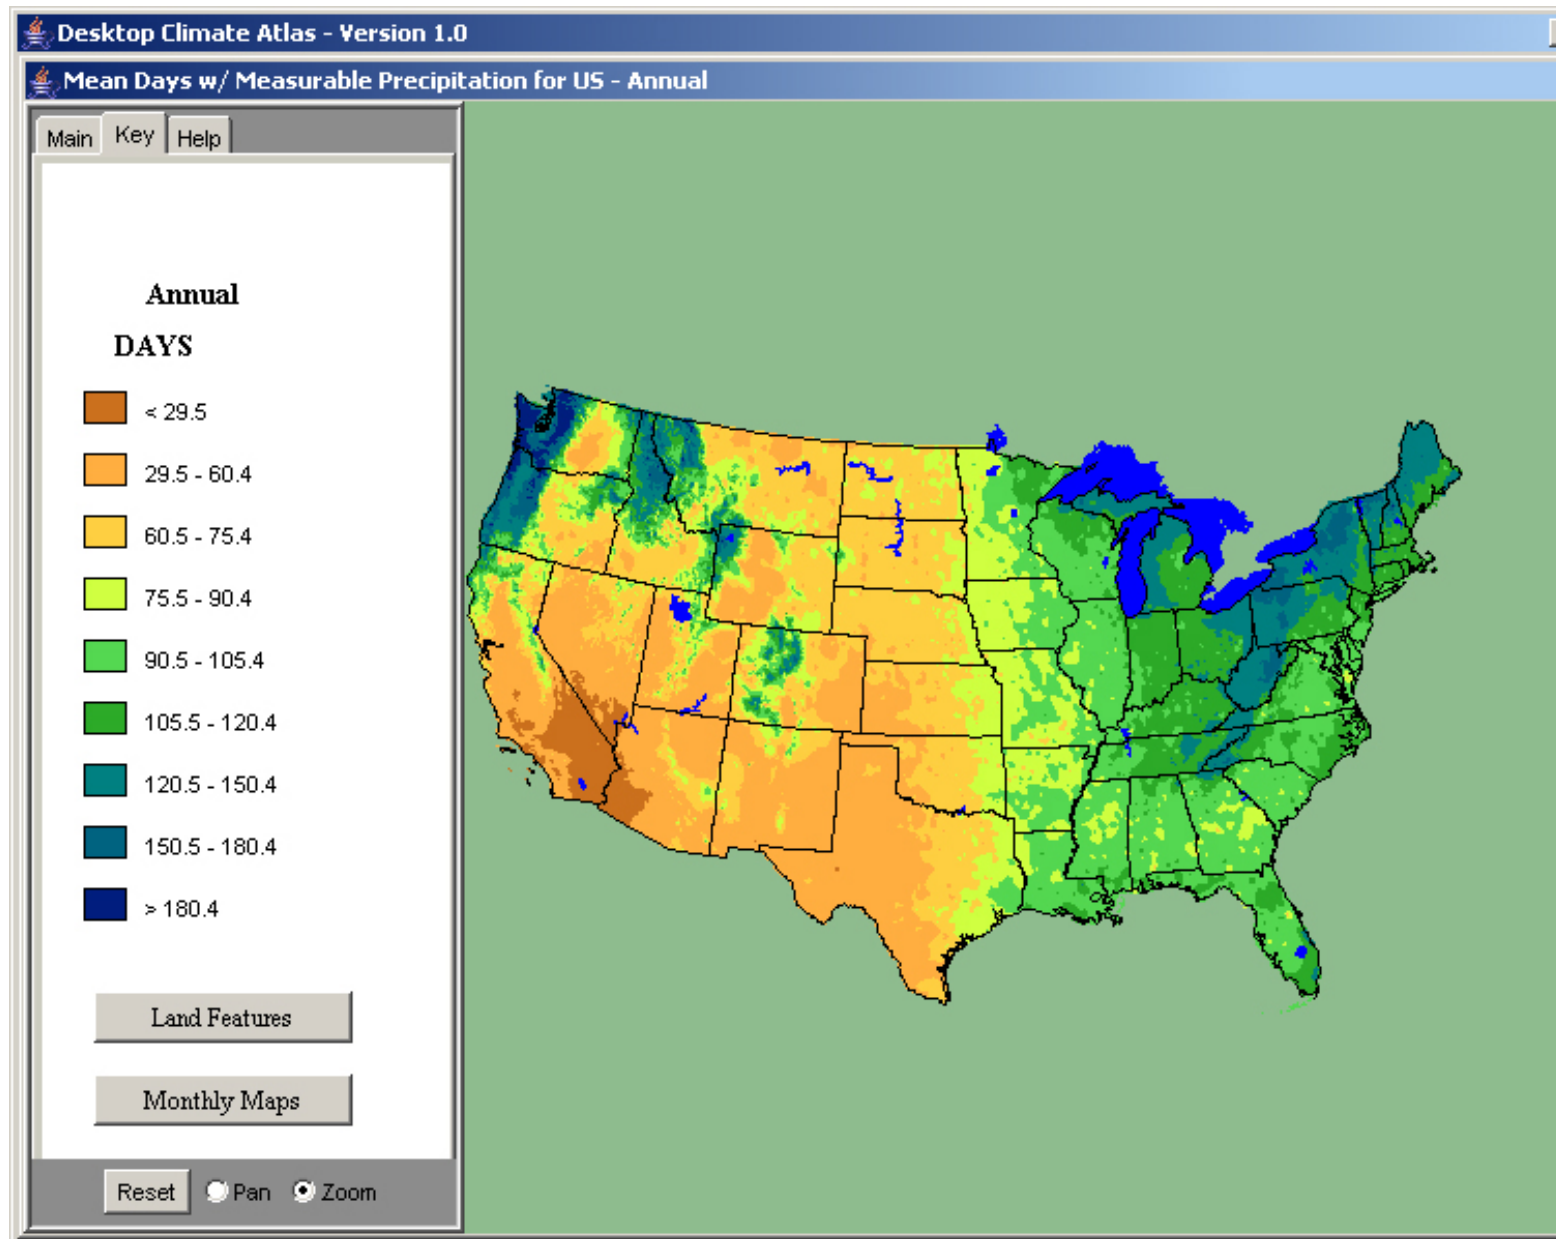 Desktop Climate Atlas - Version 1.0
Mean Days w/ Measurable Precipitation for US - Annual
Main Key Help
Annual
DAYS
< 29.5
29.5 - 60.4
60.5 - 75.4
75.5 - 90.4
90.5 - 105.4
105.5 - 120.4
120.5 - 150.4
150.5 - 180.4
> 180.4
Land Features
Monthly Maps
Reset Pan Zoom